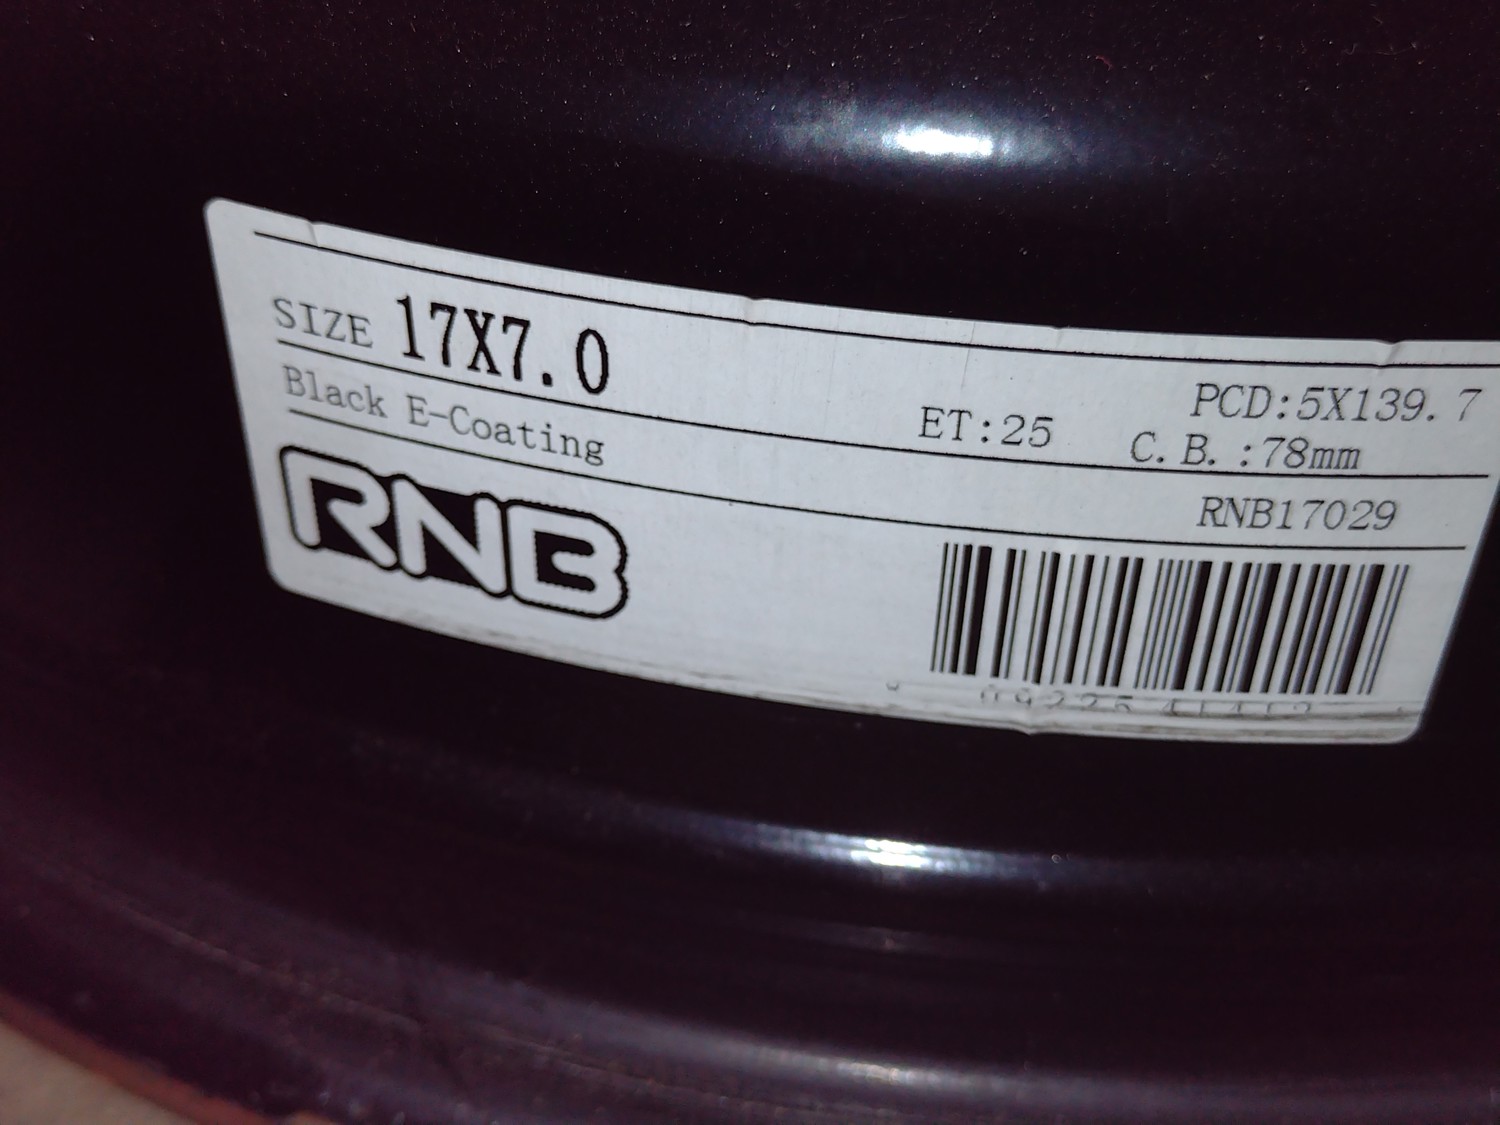 SIZE 17X7.0
ET:25
PCD:5X139.7
C.B.:78mm
Black E-Coating
RNB17029
RNB